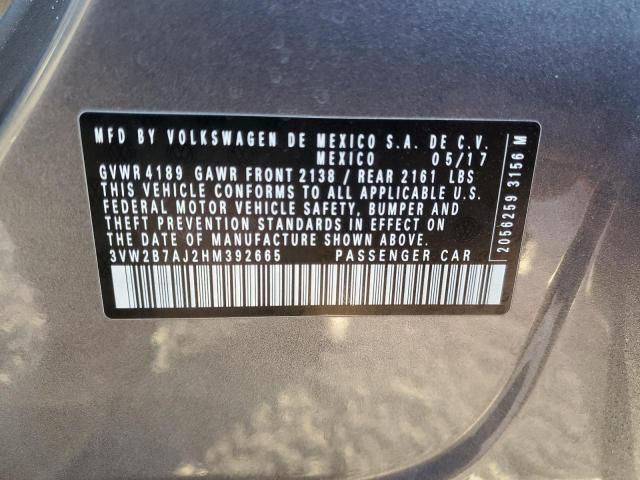 MFD BY VOLKSWAGEN DE MEXICO S.A. DE C.V.
MEXICO 05/17
GVWR 4189 GAWR FRONT 2138 / REAR 2161 LBS
THIS VEHICLE CONFORMS TO ALL APPLICABLE U.S.
FEDERAL MOTOR VEHICLE SAFETY, BUMPER AND
THEFT PREVENTION STANDARDS IN EFFECT ON
THE DATE OF MANUFACTURE SHOWN ABOVE.
3VW2B7AJ2HM392665 PASSENGER CAR
2056259 3156 M